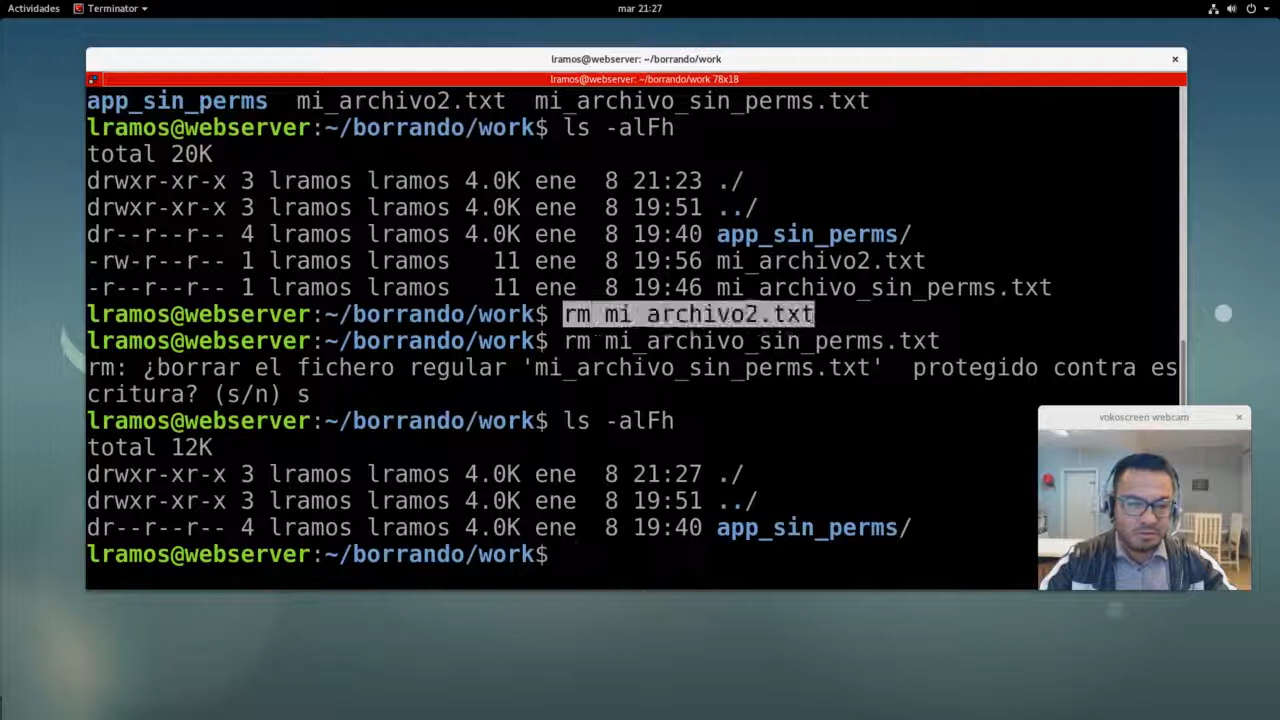 Actividades Terminator mar 21:27
lramos@webserver: ~/borrando/work
lramos@webserver: ~/borrando/work 78x18
app_sin_perms  mi_archivo2.txt  mi_archivo_sin_perms.txt
lramos@webserver:~/borrando/work$ ls -alFh
total 20K
drwxr-xr-x 3 lramos lramos 4.0K ene  8 21:23 ./
drwxr-xr-x 3 lramos lramos 4.0K ene  8 19:51 ../
dr--r--r-- 4 lramos lramos 4.0K ene  8 19:40 app_sin_perms/
-rw-r--r-- 1 lramos lramos   11 ene  8 19:56 mi_archivo2.txt
-r--r--r-- 1 lramos lramos   11 ene  8 19:46 mi_archivo_sin_perms.txt
lramos@webserver:~/borrando/work$ rm mi_archivo2.txt
lramos@webserver:~/borrando/work$ rm mi_archivo_sin_perms.txt
rm: ¿borrar el fichero regular 'mi_archivo_sin_perms.txt'  protegido contra es
critura? (s/n) s
lramos@webserver:~/borrando/work$ ls -alFh
total 12K
drwxr-xr-x 3 lramos lramos 4.0K ene  8 21:27 ./
drwxr-xr-x 3 lramos lramos 4.0K ene  8 19:51 ../
dr--r--r-- 4 lramos lramos 4.0K ene  8 19:40 app_sin_perms/
lramos@webserver:~/borrando/work$
vokoscreen webcam